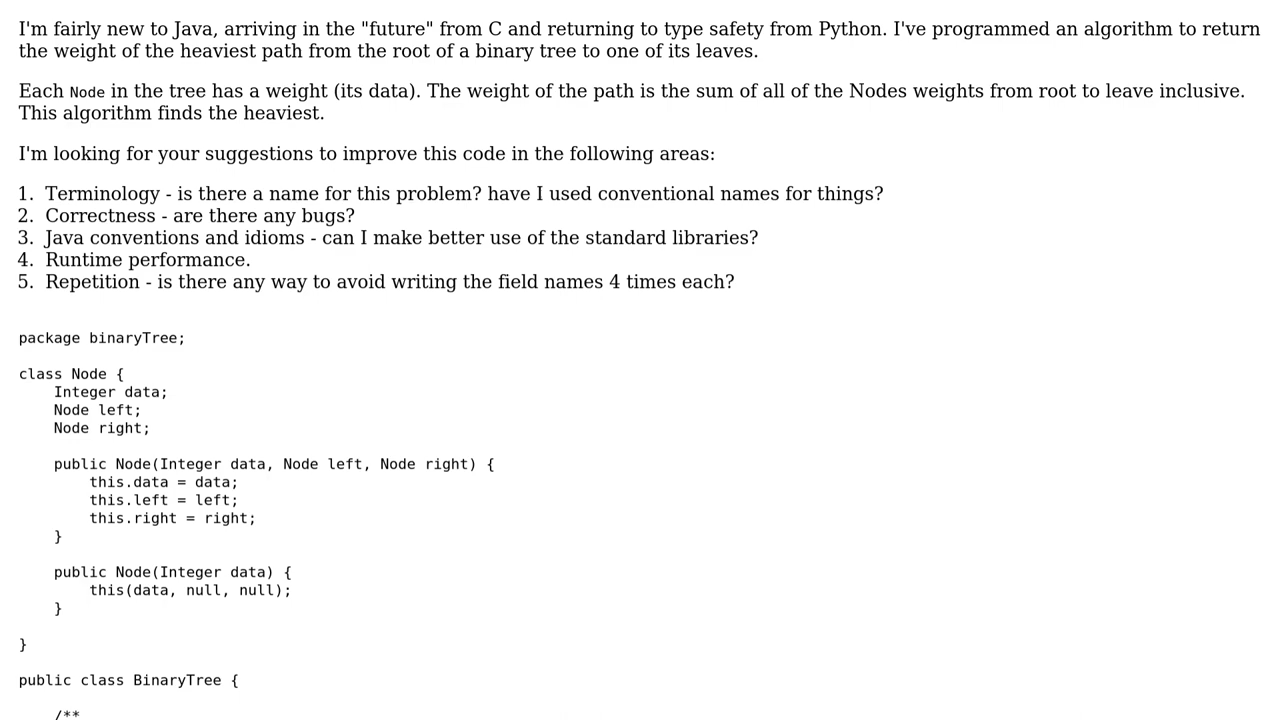 I'm fairly new to Java, arriving in the "future" from C and returning to type safety from Python. I've programmed an algorithm to return
the weight of the heaviest path from the root of a binary tree to one of its leaves.
Each Node in the tree has a weight (its data). The weight of the path is the sum of all of the Nodes weights from root to leave inclusive.
This algorithm finds the heaviest.
I'm looking for your suggestions to improve this code in the following areas:
1. Terminology - is there a name for this problem? have I used conventional names for things?
2. Correctness - are there any bugs?
3. Java conventions and idioms - can I make better use of the standard libraries?
4. Runtime performance.
5. Repetition - is there any way to avoid writing the field names 4 times each?
package binaryTree;
class Node {
    Integer data;
    Node left;
    Node right;
    public Node(Integer data, Node left, Node right) {
        this.data = data;
        this.left = left;
        this.right = right;
    }
    public Node(Integer data) {
        this(data, null, null);
    }
}
public class BinaryTree {
    /**